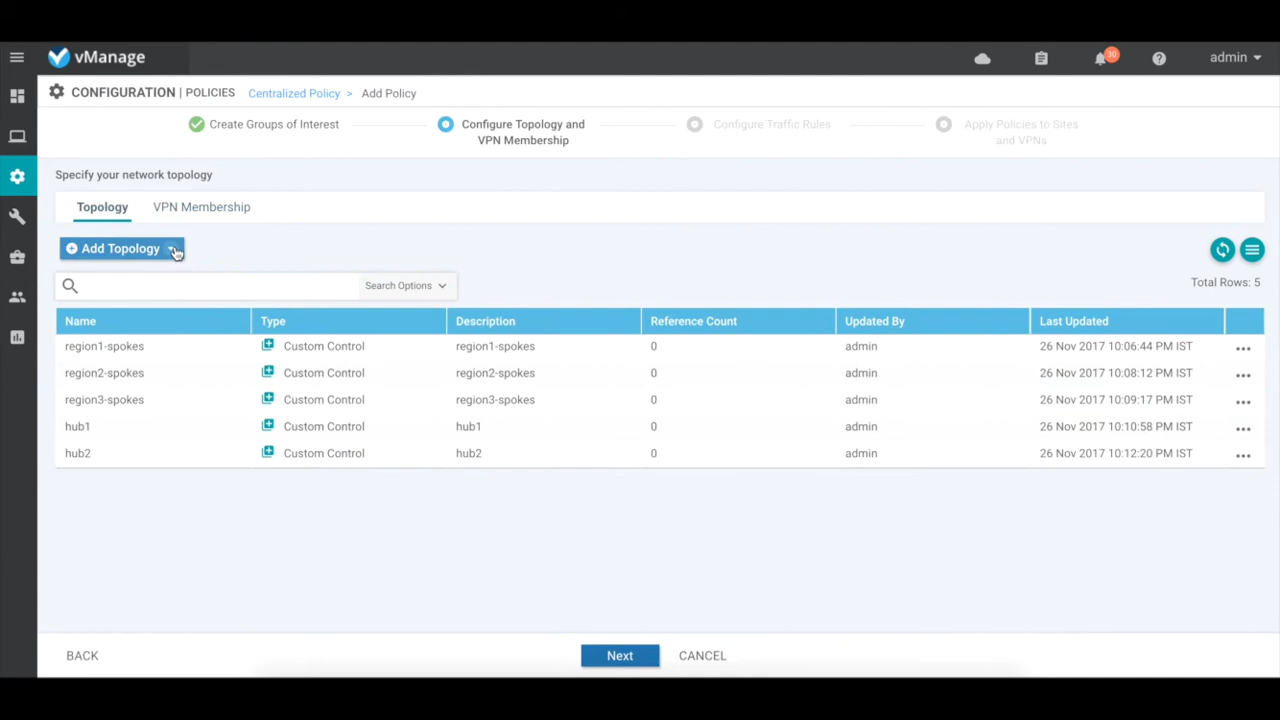 vManage
30
admin
CONFIGURATION | POLICIES Centralized Policy > Add Policy
Create Groups of Interest
Configure Topology and
VPN Membership
Configure Traffic Rules
Apply Policies to Sites
and VPNs
Specify your network topology
Topology VPN Membership
Add Topology
Search Options
Total Rows: 5
Name Type Description Reference Count Updated By Last Updated
region1-spokes Custom Control region1-spokes 0 admin 26 Nov 2017 10:06:44 PM IST
region2-spokes Custom Control region2-spokes 0 admin 26 Nov 2017 10:08:12 PM IST
region3-spokes Custom Control region3-spokes 0 admin 26 Nov 2017 10:09:17 PM IST
hub1 Custom Control hub1 0 admin 26 Nov 2017 10:10:58 PM IST
hub2 Custom Control hub2 0 admin 26 Nov 2017 10:12:20 PM IST
BACK Next CANCEL